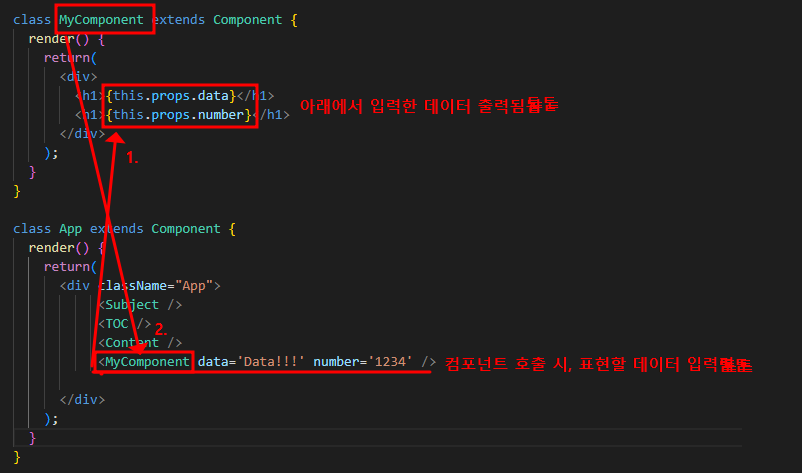 class MyComponent extends Component {
render() {
return(
<div>
<h1>{this.props.data}</h1>
<h1>{this.props.number}</h1>
아래에서 입력한 데이터 출력됨
</div>
1.
);
}
}
class App extends Component {
render() {
return(
<div className="App">
<Subject />
<TOC />
2.
<Content />
<MyComponent data='Data!!!' number='1234' />
컴포넌트 호출 시, 표현할 데이터 입력
</div>
);
}
}